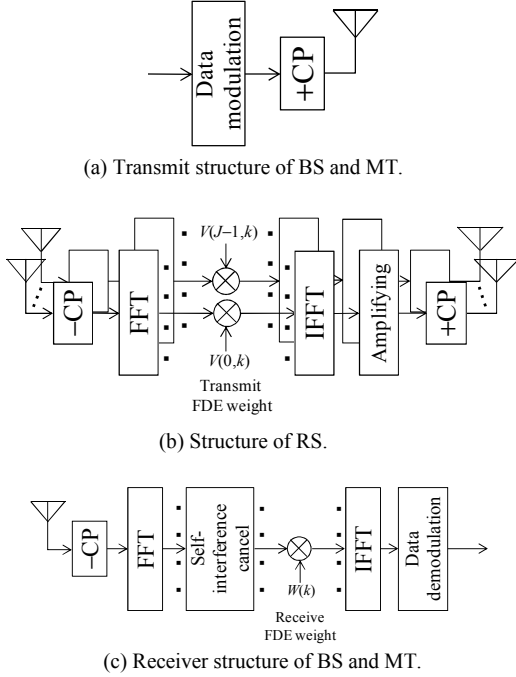 Data
modulation
+CP
(a) Transmit structure of BS and MT.
V(J−1,k)
−CP
FFT
IFFT
Amplifying
+CP
V(0,k)
Transmit
FDE weight
(b) Structure of RS.
−CP
FFT
Self-
interference
cancel
W(k)
IFFT
Data
demodulation
Receive
FDE weight
(c) Receiver structure of BS and MT.